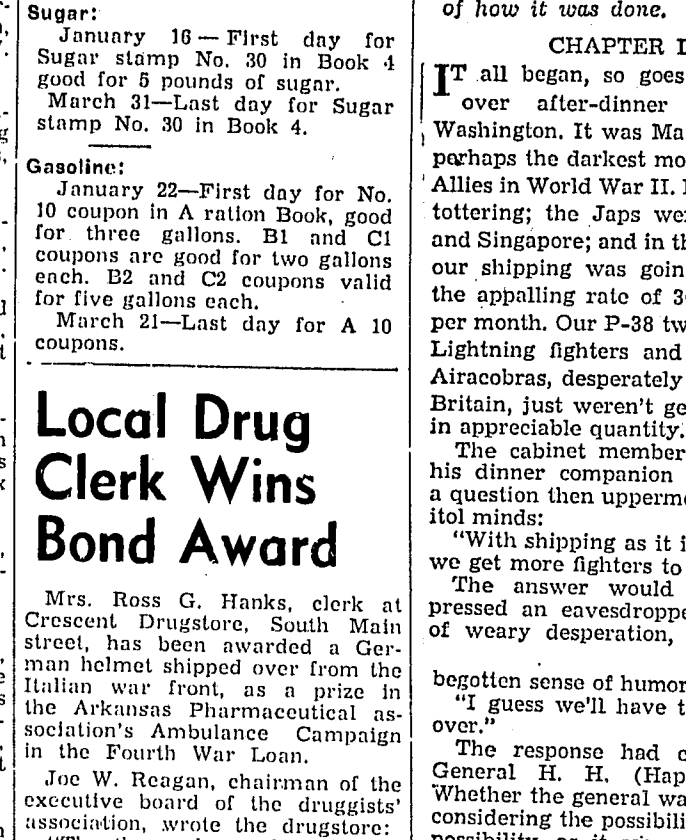 Sugar:
January 16 — First day for
Sugar stamp No. 30 in Book 4
good for 5 pounds of sugar.
March 31—Last day for Sugar
stamp No. 30 in Book 4.
Gasoline:
January 22—First day for No.
10 coupon in A ration Book, good
for three gallons. B1 and C1
coupons are good for two gallons
each. B2 and C2 coupons valid
for five gallons each.
March 21—Last day for A 10
coupons.
Local Drug
Clerk Wins
Bond Award
Mrs. Ross G. Hanks, clerk at
Crescent Drugstore, South Main
street, has been awarded a Ger-
man helmet shipped over from the
Italian war front, as a prize in
the Arkansas Pharmaceutical as-
sociation's Ambulance Campaign
in the Fourth War Loan.
Joe W. Reagan, chairman of the
executive board of the druggists'
association, wrote the drugstore:
of how it was done.
CHAPTER I
IT all began, so goes
over after-dinner
Washington. It was Ma
perhaps the darkest mo
Allies in World War II.
tottering; the Japs we
and Singapore; and in th
our shipping was goin
the appalling rate of 3
per month. Our P-38 tw
Lightning fighters and
Airacobras, desperately
Britain, just weren't ge
in appreciable quantity.
The cabinet member
his dinner companion
a question then upperm
itol minds:
"With shipping as it i
we get more fighters to
The answer would
pressed an eavesdroppe
of weary desperation,
begotten sense of humor
"I guess we'll have t
over."
The response had c
General H. H. (Hap
Whether the general wa
considering the possibili